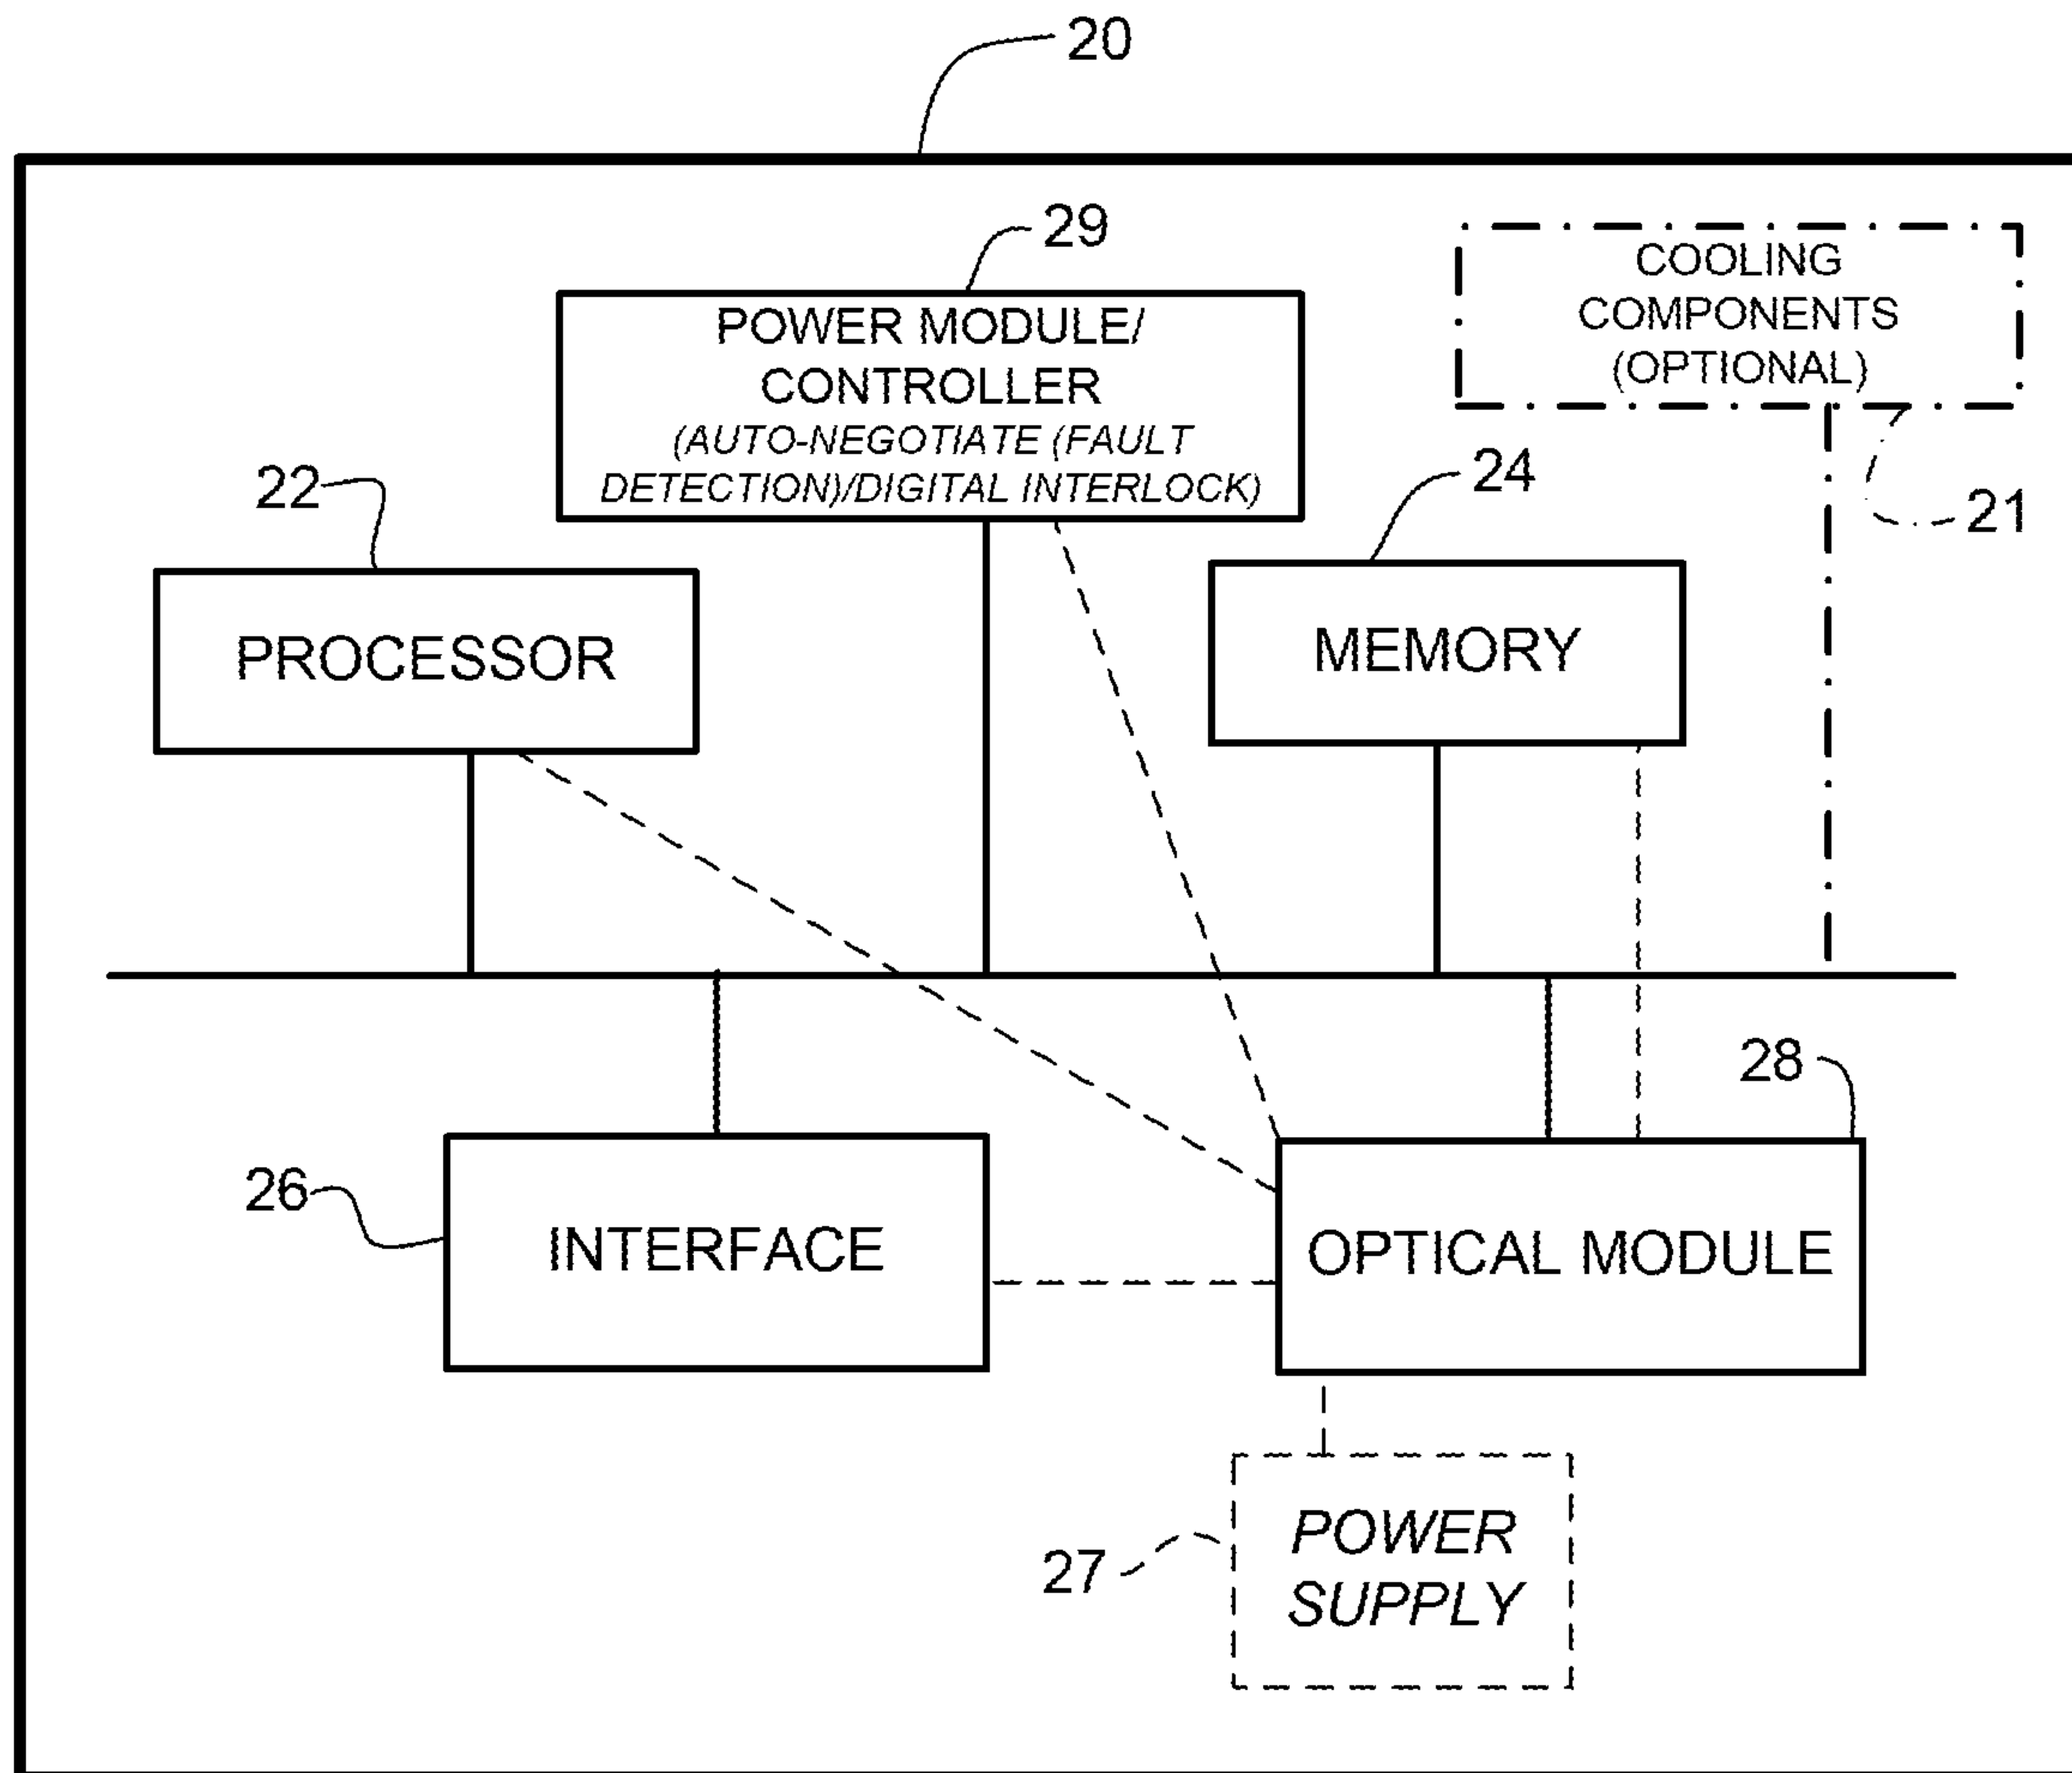 20
29
POWER MODULE/
CONTROLLER
(AUTO-NEGOTIATE (FAULT
DETECTION)/DIGITAL INTERLOCK)
COOLING
COMPONENTS
(OPTIONAL)
21
22
PROCESSOR
24
MEMORY
26
INTERFACE
28
OPTICAL MODULE
27
POWER
SUPPLY